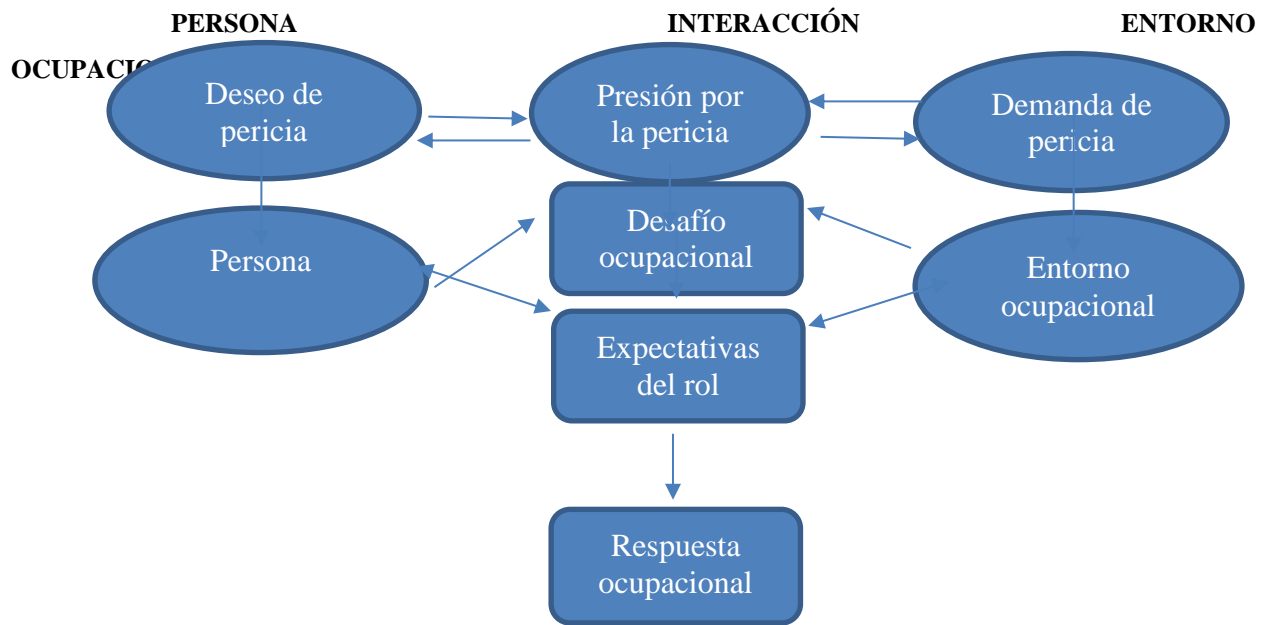 PERSONA INTERACCIÓN ENTORNO
OCUPACIO
Deseo de
pericia
Presión por
la pericia
Demanda de
pericia
Persona
Desafío
ocupacional
Entorno
ocupacional
Expectativas
del rol
Respuesta
ocupacional